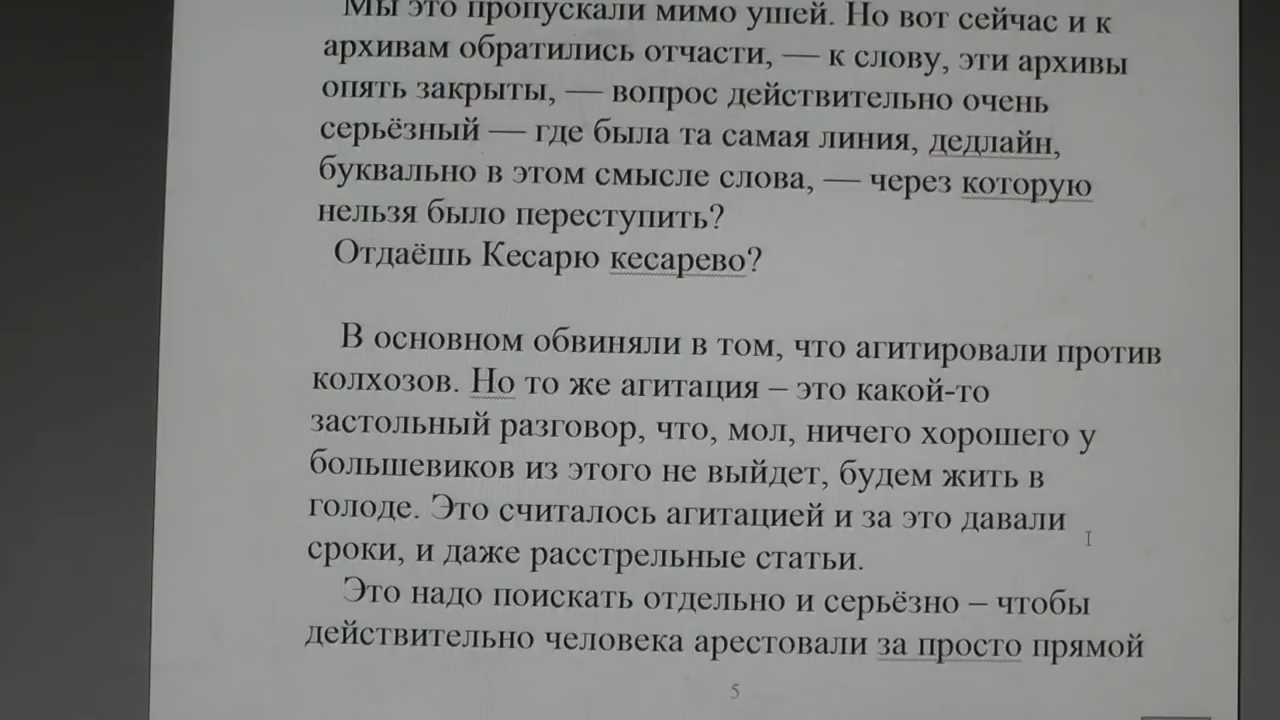 Мы это пропускали мимо ушей. Но вот сейчас и к
архивам обратились отчасти, — к слову, эти архивы
опять закрыты, — вопрос действительно очень
серьёзный — где была та самая линия, дедлайн,
буквально в этом смысле слова, — через которую
нельзя было переступить?
Отдаёшь Кесарю кесарево?
В основном обвиняли в том, что агитировали против
колхозов. Но то же агитация – это какой-то
застольный разговор, что, мол, ничего хорошего у
большевиков из этого не выйдет, будем жить в
голоде. Это считалось агитацией и за это давали
сроки, и даже расстрельные статьи.
Это надо поискать отдельно и серьёзно – чтобы
действительно человека арестовали за просто прямой
5